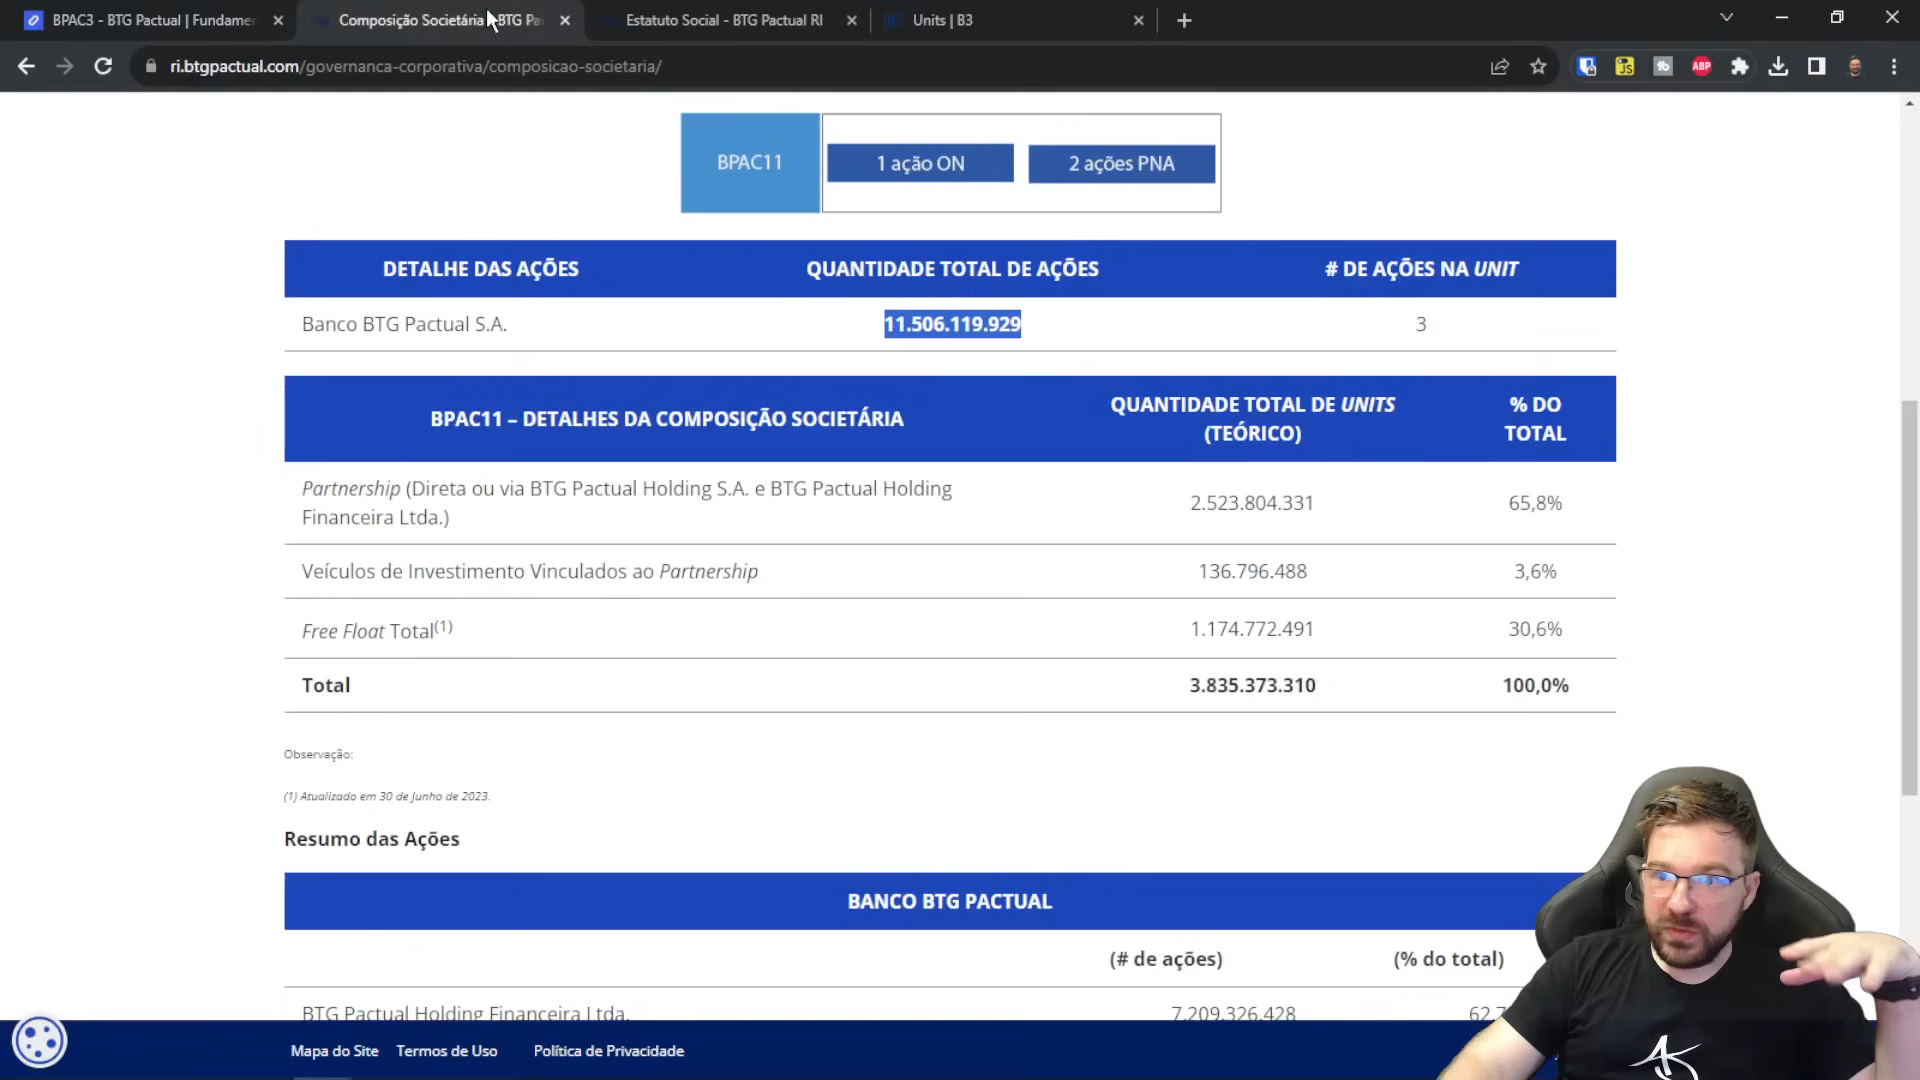 BPAC3 - BTG Pactual | Fundamen
Composição Societária - BTG Pa
Estatuto Social - BTG Pactual RI
Units | B3
ri.btgpactual.com/governanca-corporativa/composicao-societaria/
JS
ABP
BPAC11
1 ação ON
2 ações PNA
DETALHE DAS AÇÕES QUANTIDADE TOTAL DE AÇÕES # DE AÇÕES NA UNIT
Banco BTG Pactual S.A. 11.506.119.929 3
BPAC11 – DETALHES DA COMPOSIÇÃO SOCIETÁRIA
QUANTIDADE TOTAL DE UNITS
(TEÓRICO)
% DO
TOTAL
Partnership (Direta ou via BTG Pactual Holding S.A. e BTG Pactual Holding
Financeira Ltda.)
2.523.804.331 65,8%
Veículos de Investimento Vinculados ao Partnership 136.796.488 3,6%
Free Float Total(1) 1.174.772.491 30,6%
Total 3.835.373.310 100,0%
Observação:
(1) Atualizado em 30 de Junho de 2023.
Resumo das Ações
BANCO BTG PACTUAL
(# de ações) (% do total)
BTG Pactual Holding Financeira Ltda. 7.209.326.428 62,7
Mapa do Site Termos de Uso Política de Privacidade